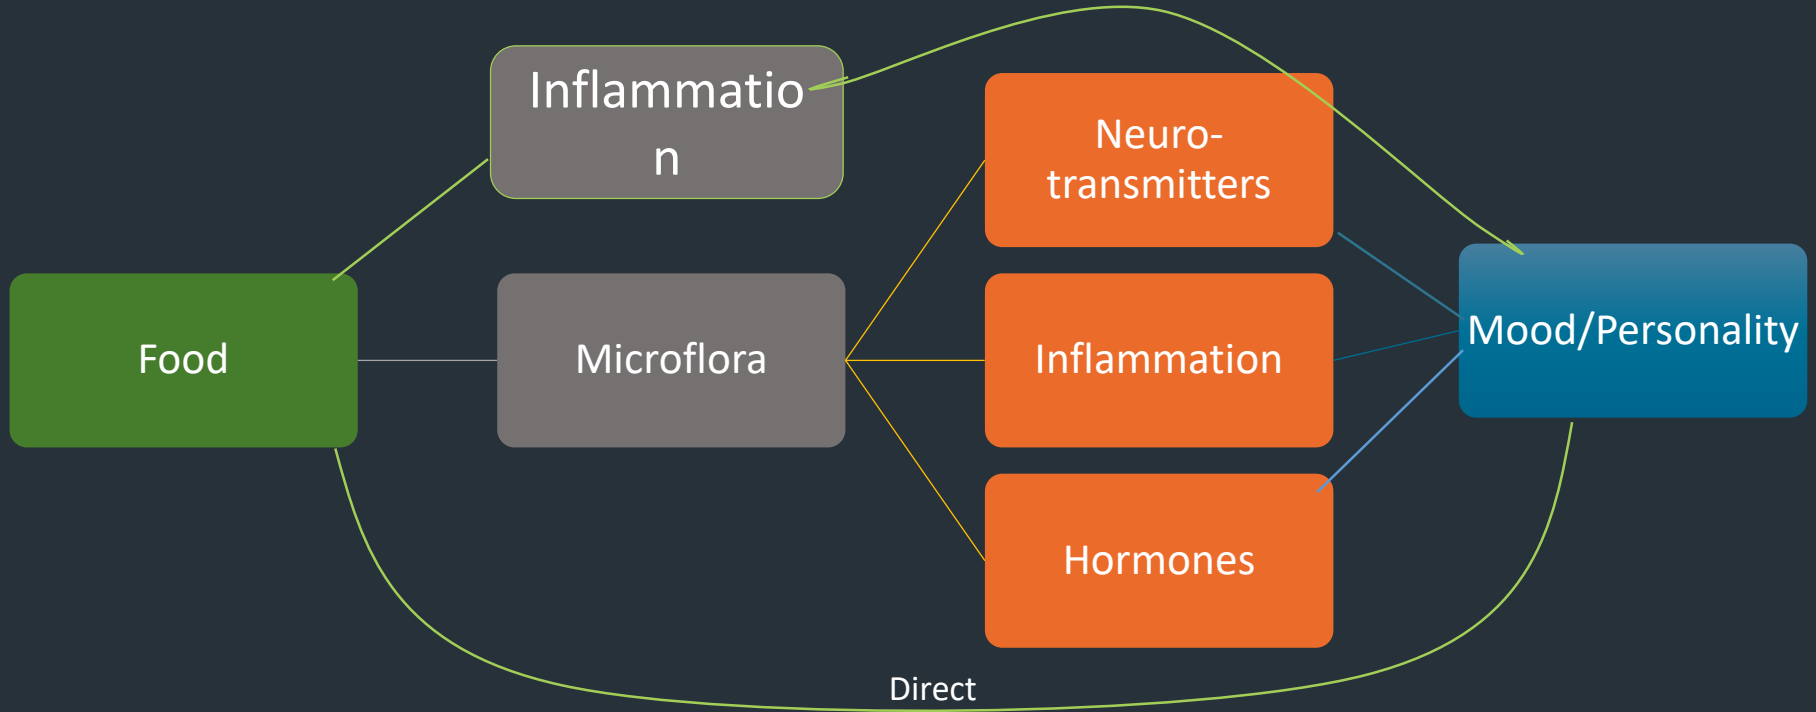 Inflammatio
n
Neuro-
transmitters
Food
Microflora
Inflammation
Mood/Personality
Hormones
Direct